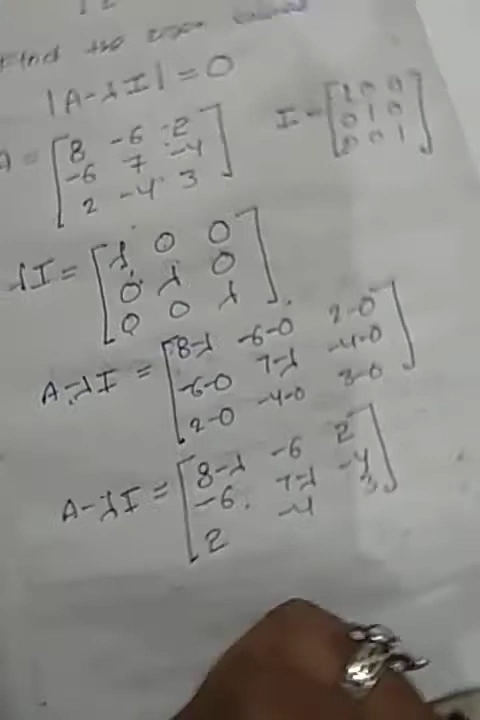 Find the
|A-λI| = 0
A = [8 -6 2
-6 7 -4
2 -4 3]
I = [1 0 0
0 1 0
0 0 1]
λI = [λ 0 0
0 λ 0
0 0 λ]
A-λI = [8-λ -6-0 2-0
-6-0 7-λ -4-0
2-0 -4-0 3-0]
A-λI = [8-λ -6 2
-6 7-λ -4
2 -4 3]